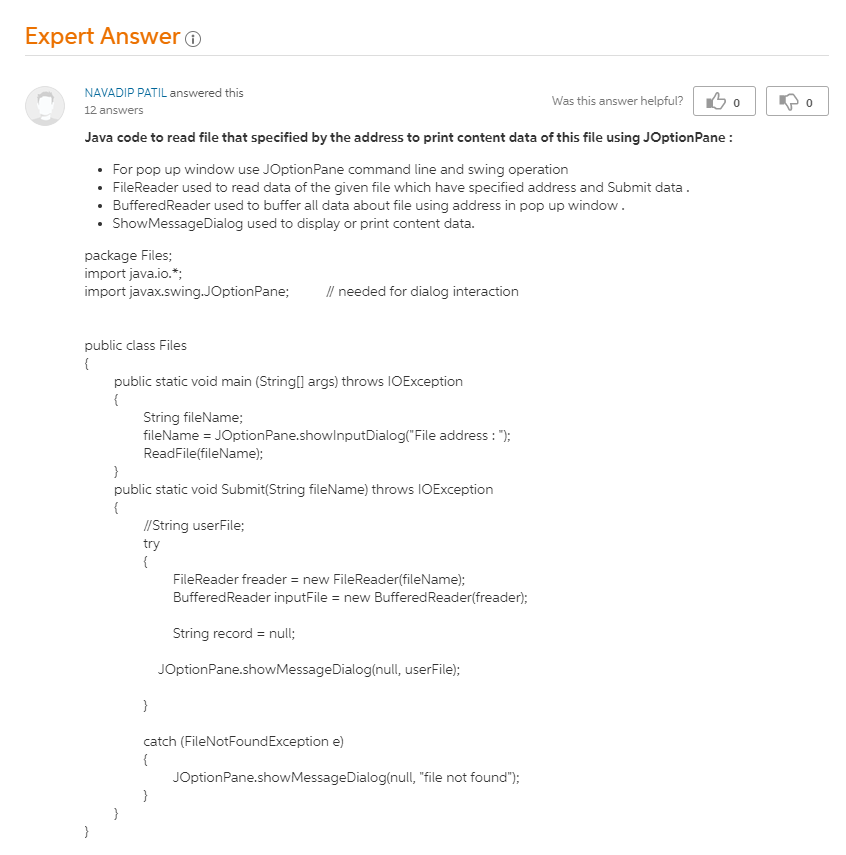 Expert Answer
NAVADIP PATIL answered this
12 answers
Was this answer helpful?
0
0
Java code to read file that specified by the address to print content data of this file using JOptionPane :
• For pop up window use JOptionPane command line and swing operation
• FileReader used to read data of the given file which have specified address and Submit data .
• BufferedReader used to buffer all data about file using address in pop up window .
• ShowMessageDialog used to display or print content data.
package Files;
import java.io.*;
import javax.swing.JOptionPane; // needed for dialog interaction
public class Files
{
public static void main (String[] args) throws IOException
{
String fileName;
fileName = JOptionPane.showInputDialog("File address : ");
ReadFile(fileName);
}
public static void Submit(String fileName) throws IOException
{
//String userFile;
try
{
FileReader freader = new FileReader(fileName);
BufferedReader inputFile = new BufferedReader(freader);
String record = null;
JOptionPane.showMessageDialog(null, userFile);
}
catch (FileNotFoundException e)
{
JOptionPane.showMessageDialog(null, "file not found");
}
}
}